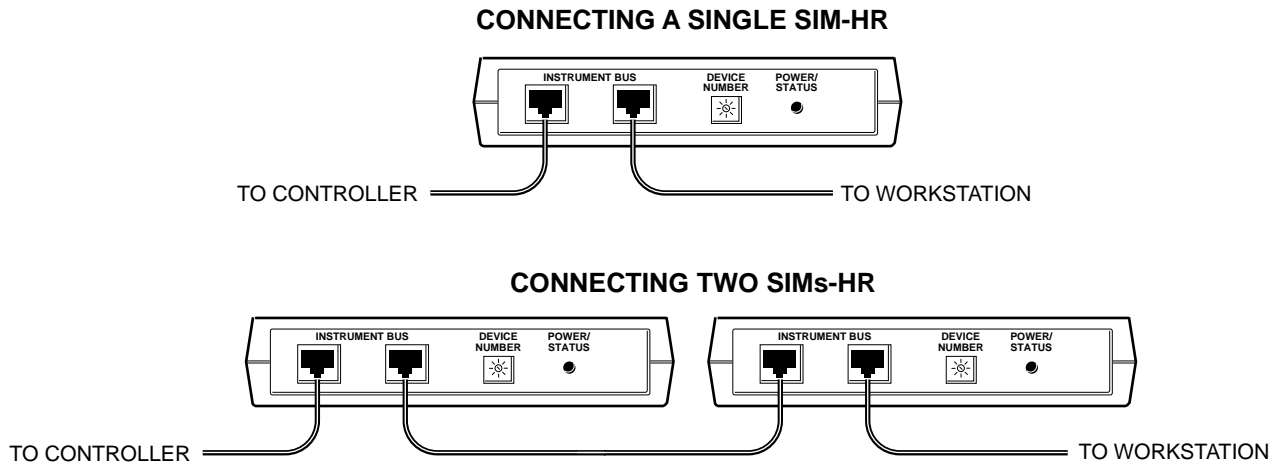 CONNECTING A SINGLE SIM-HR
INSTRUMENT BUS
DEVICE
NUMBER
POWER/
STATUS
TO CONTROLLER
TO WORKSTATION
CONNECTING TWO SIMs-HR
INSTRUMENT BUS
DEVICE
NUMBER
POWER/
STATUS
INSTRUMENT BUS
DEVICE
NUMBER
POWER/
STATUS
TO CONTROLLER
TO WORKSTATION